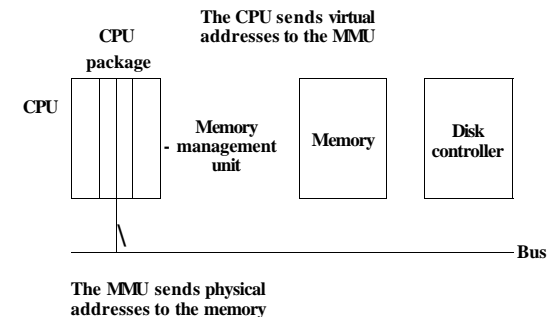 The CPU sends virtual
addresses to the MMU
CPU
package
CPU
Memory
- management
unit
Memory
Disk
controller
Bus
The MMU sends physical
addresses to the memory